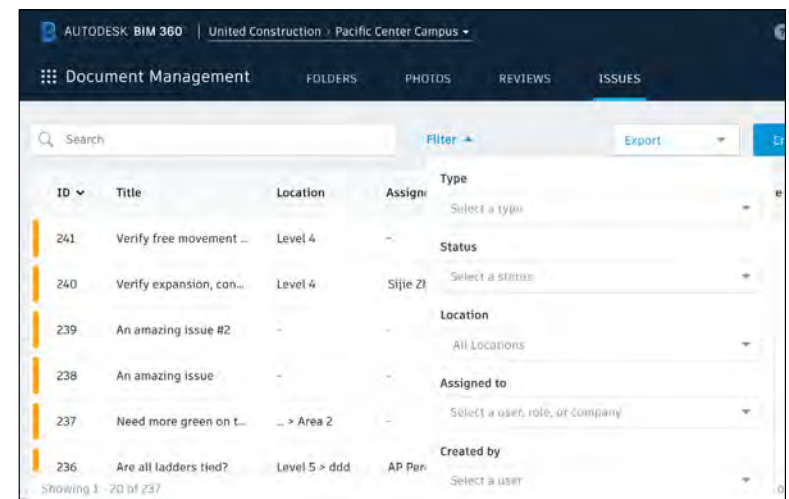 AUTODESK BIM 360 | United Construction › Pacific Center Campus
Document Management FOLDERS PHOTOS REVIEWS ISSUES
Search Filter Export
ID Title Location
Type
Select a type
241 Verify free movement ... Level 4 -
Status
240 Verify expansion, con... Level 4 Sijie
Select a status
Location
239 An amazing issue #2 - -
All Locations
238 An amazing issue - -
Assigned to
237 Need more green on t... ... > Area 2 -
Select a user, role, or company
Created by
236 Are all ladders tied? Level 5 > ddd AP
Select a user
Showing 1 - 20 of 237